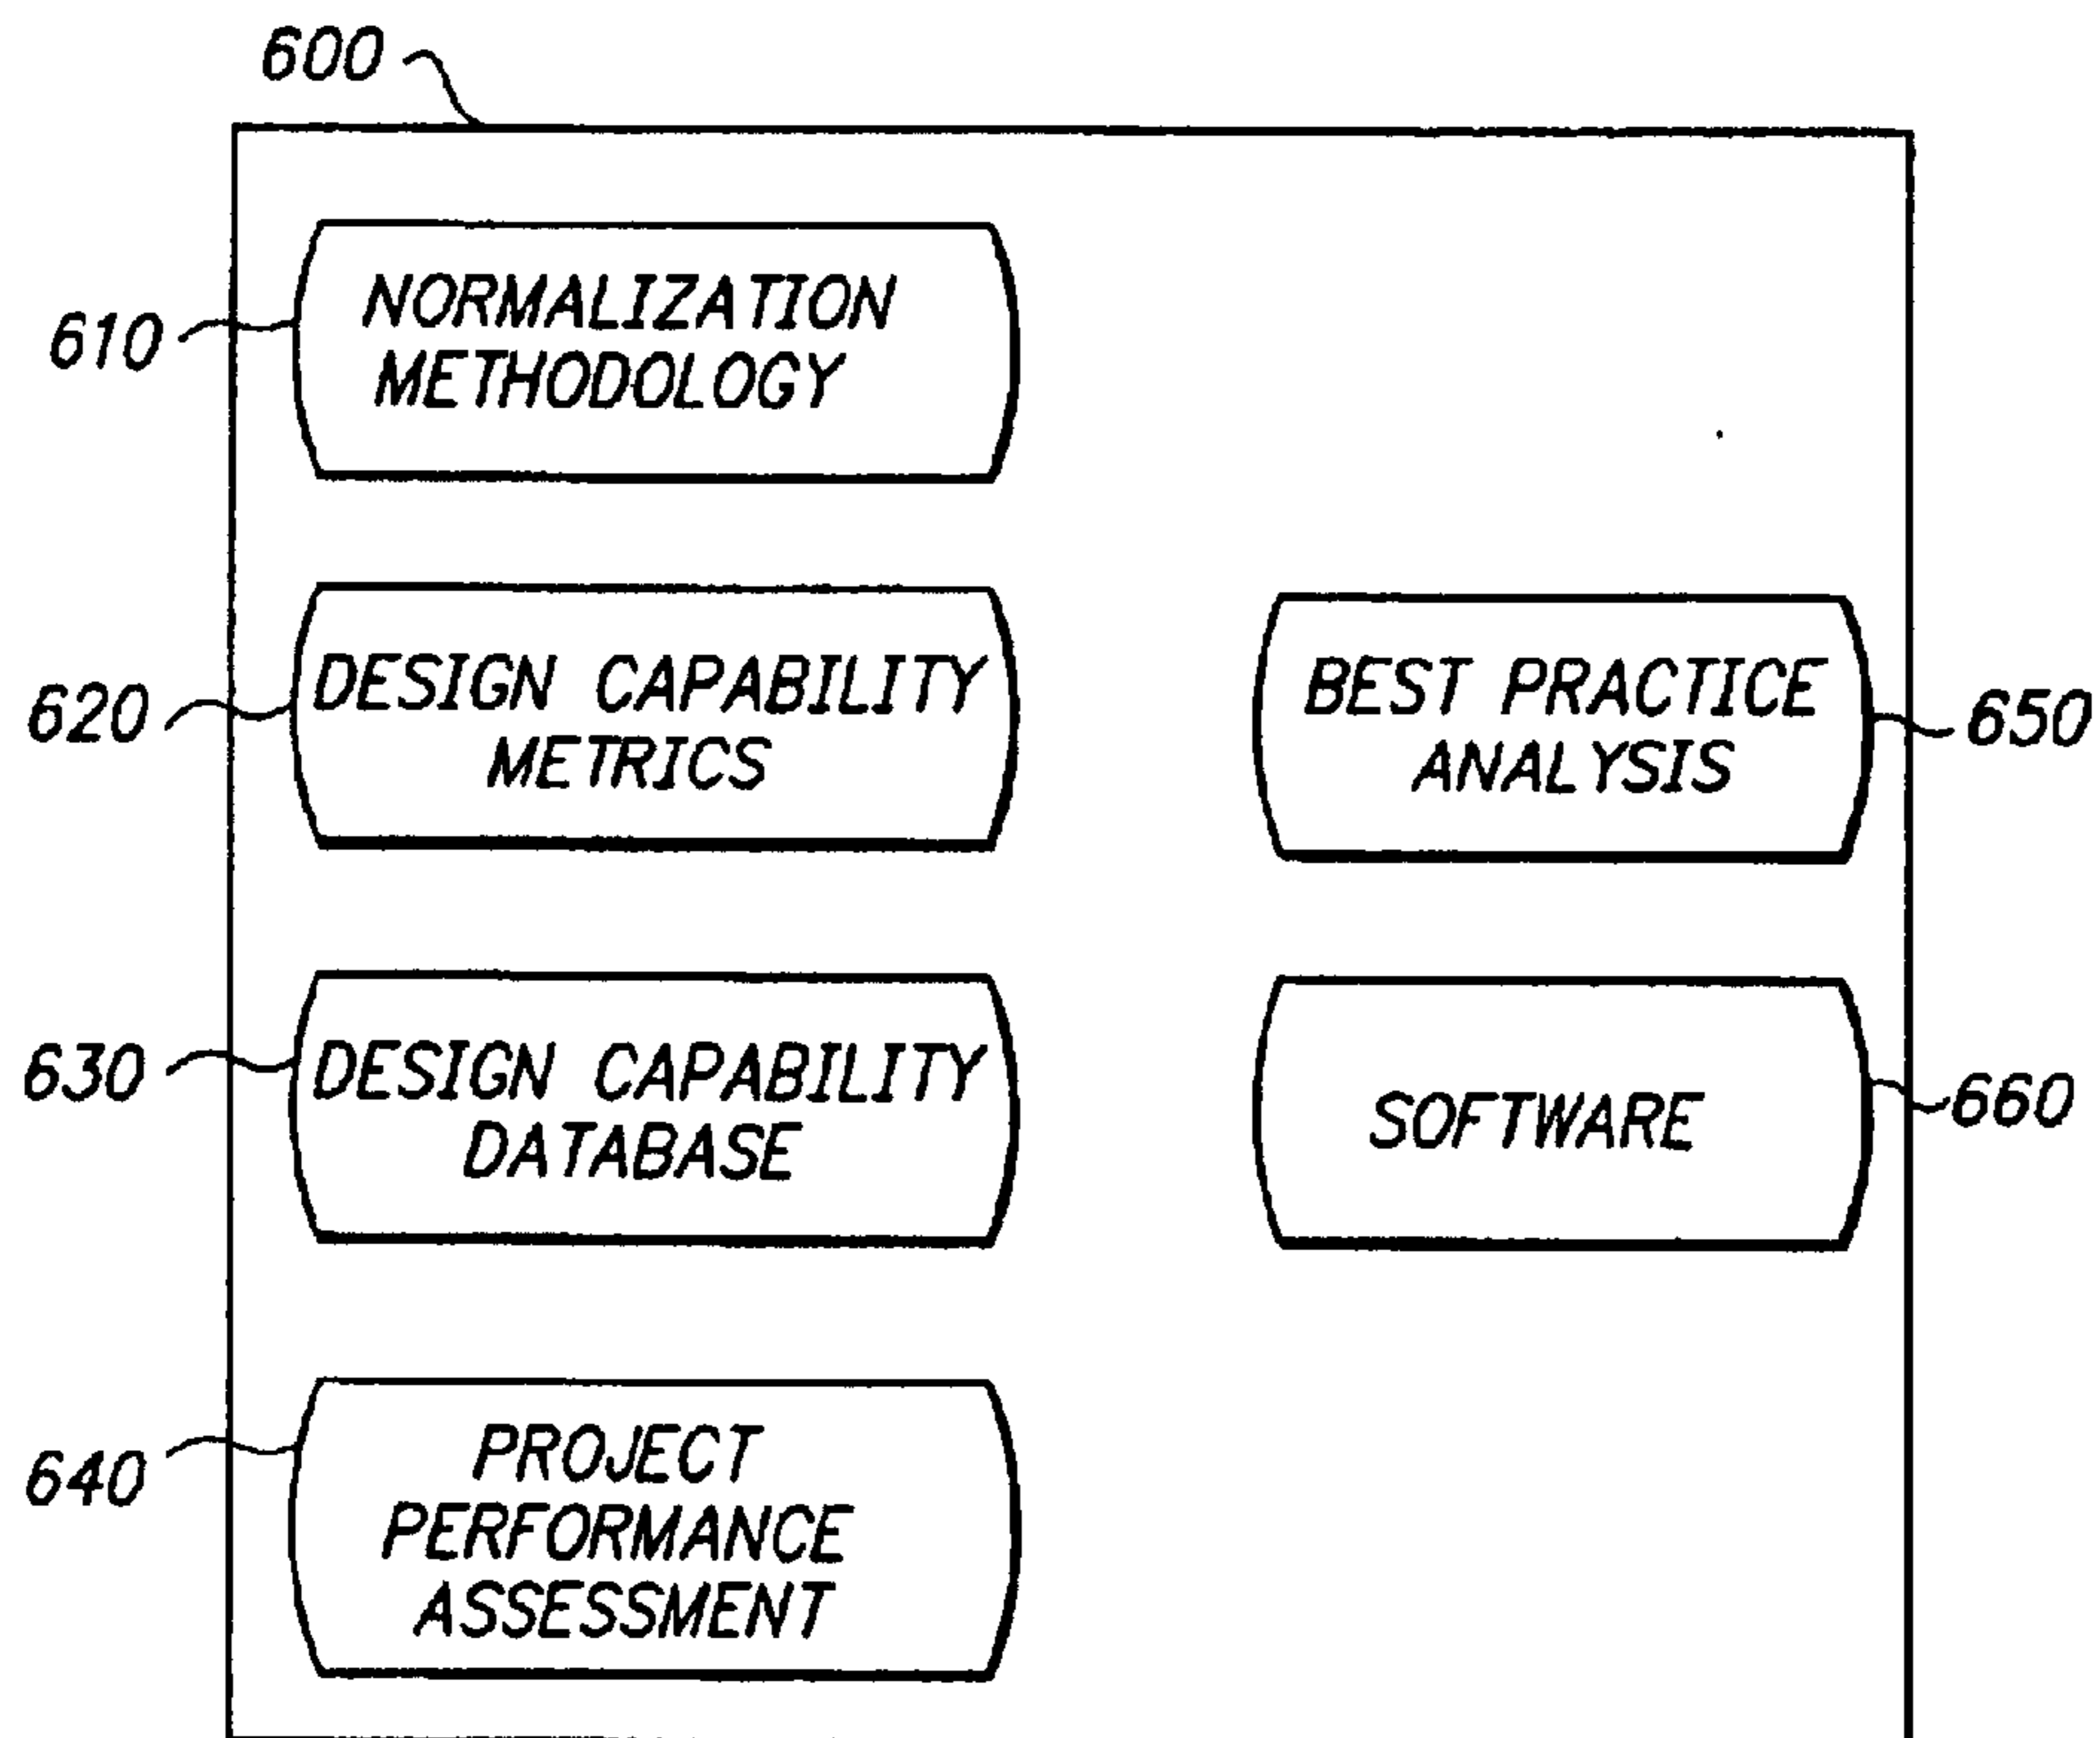 600
610
NORMALIZATION
METHODOLOGY
620
DESIGN CAPABILITY
METRICS
BEST PRACTICE
ANALYSIS
650
630
DESIGN CAPABILITY
DATABASE
SOFTWARE
660
640
PROJECT
PERFORMANCE
ASSESSMENT